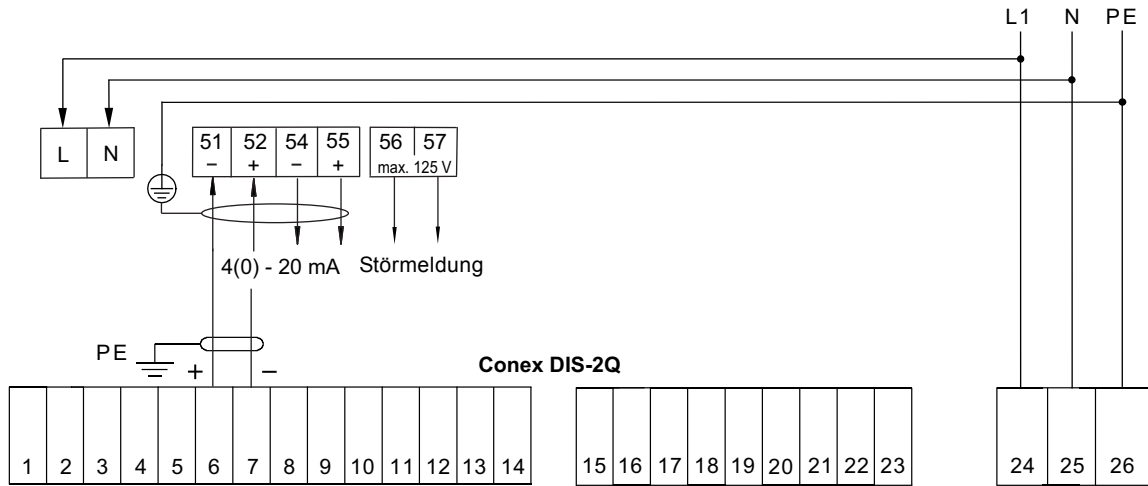 L1 N PE
L N
51 52 54 55 56 57
− + − + max. 125 V
4(0) - 20 mA Störmeldung
PE
+ −
Conex DIS-2Q
1 2 3 4 5 6 7 8 9 10 11 12 13 14 15 16 17 18 19 20 21 22 23 24 25 26